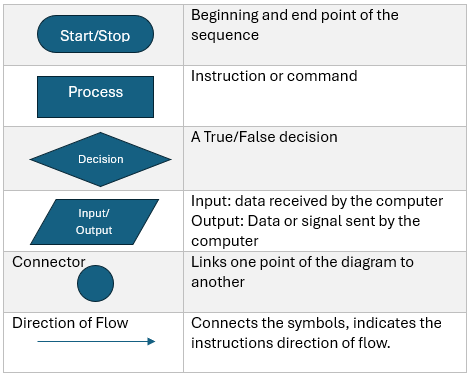 Start/Stop
Beginning and end point of the
sequence
Process
Instruction or command
Decision
A True/False decision
Input/
Output
Input: data received by the computer
Output: Data or signal sent by the
computer
Connector
Links one point of the diagram to
another
Direction of Flow
Connects the symbols, indicates the
instructions direction of flow.